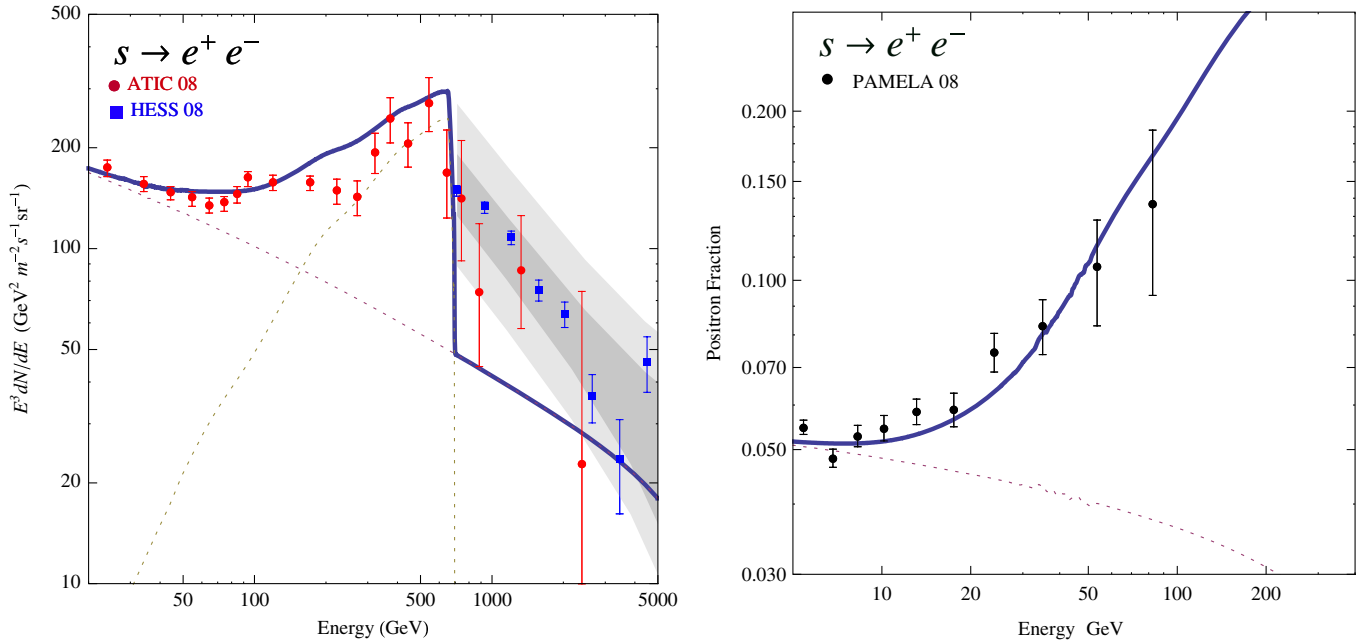 s → e⁺ e⁻
ATIC 08
HESS 08
500
200
100
50
20
10
E³ dN/dE (GeV² m⁻² s⁻¹ sr⁻¹)
50
100
500
1000
5000
Energy (GeV)
s → e⁺ e⁻
PAMELA 08
0.200
0.150
0.100
0.070
0.050
0.030
Positron Fraction
10
20
50
100
200
Energy GeV